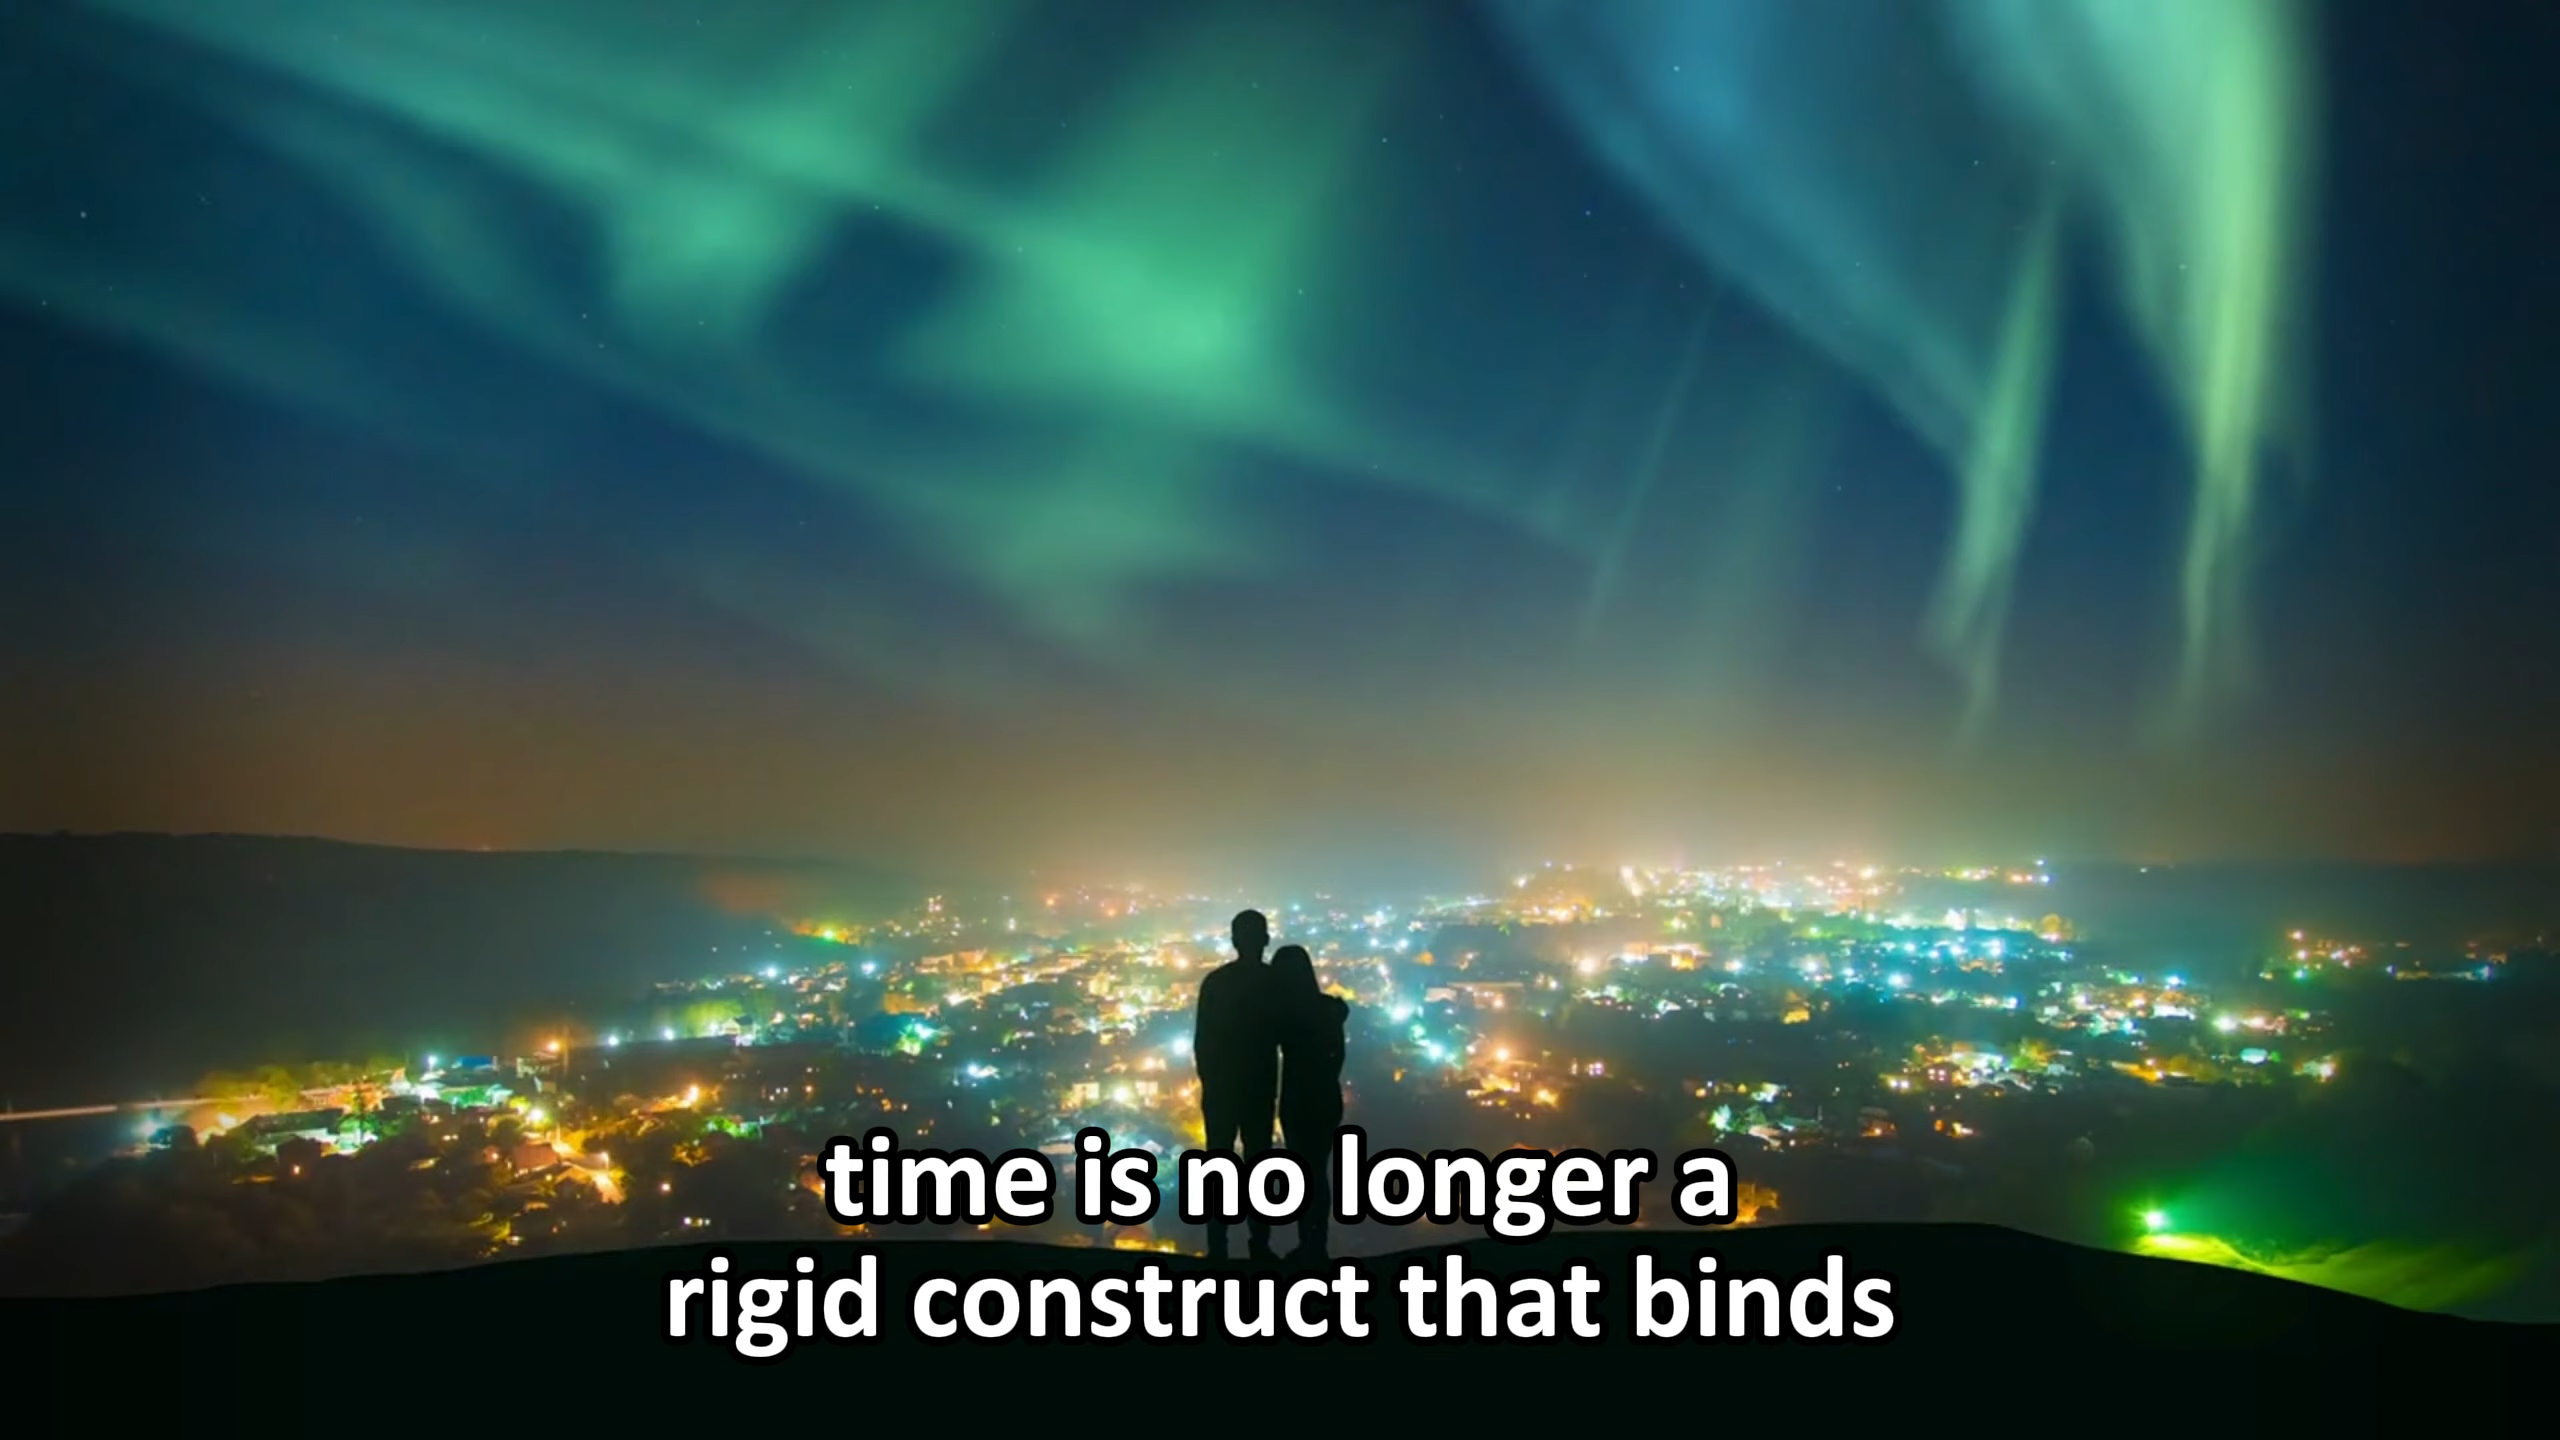 time is no longer a
rigid construct that binds